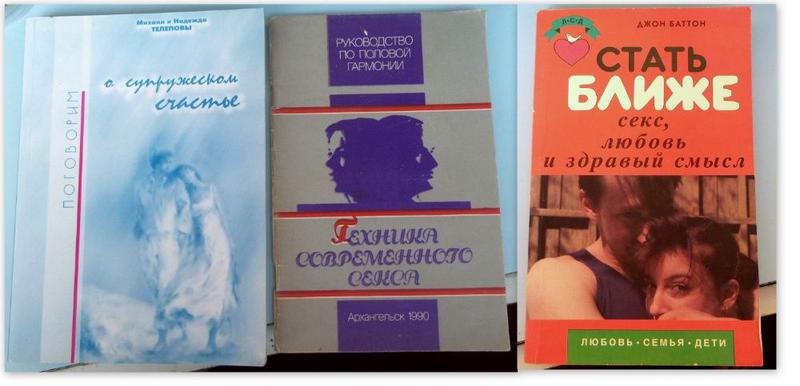 Михаил и Надежда
ТЕЛЕПОВЫ
ПОГОВОРИМ
о супружеском
счастье
РУКОВОДСТВО
ПО ПОЛОВОЙ
ГАРМОНИИ
ТЕХНИКА
СОВРЕМЕННОГО
СЕКСА
Архангельск 1990
Л•С•Д
ДЖОН БАТТОН
СТАТЬ
БЛИЖЕ
секс,
любовь
и здравый смысл
ЛЮБОВЬ • СЕМЬЯ • ДЕТИ